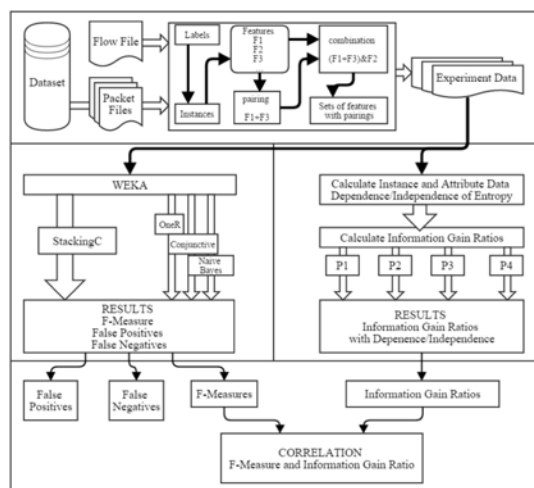 Dataset
Flow File
Packet
Files
Labels
Instances
Features
F1
F2
F3
pairing
F1+F3
combination
(F1+F3)&F2
Sets of features
with pairings
Experiment Data
WEKA
StackingC
OneR
Conjunctive
Naive
Bayes
RESULTS
F-Measure
False Positives
False Negatives
Calculate Instance and Attribute Data
Dependence/Independence of Entropy
Calculate Information Gain Ratios
P1
P2
P3
P4
RESULTS
Information Gain Ratios
with Depenence/Independence
False
Positives
False
Negatives
F-Measures
Information Gain Ratios
CORRELATION
F-Measure and Information Gain Ratio